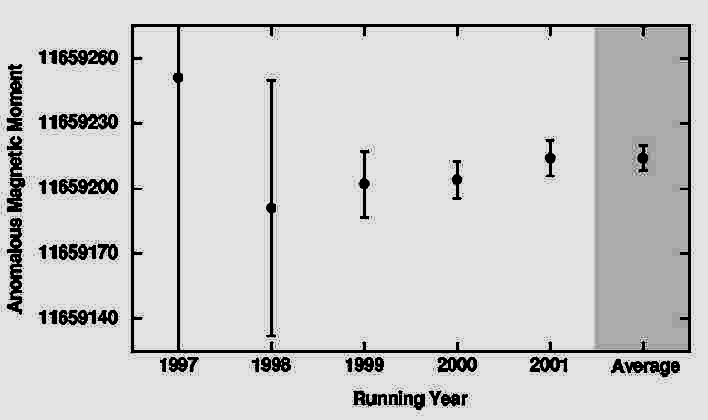 Anomalous Magnetic Moment
11659260
11659230
11659200
11659170
11659140
1997 1998 1999 2000 2001 Average
Running Year